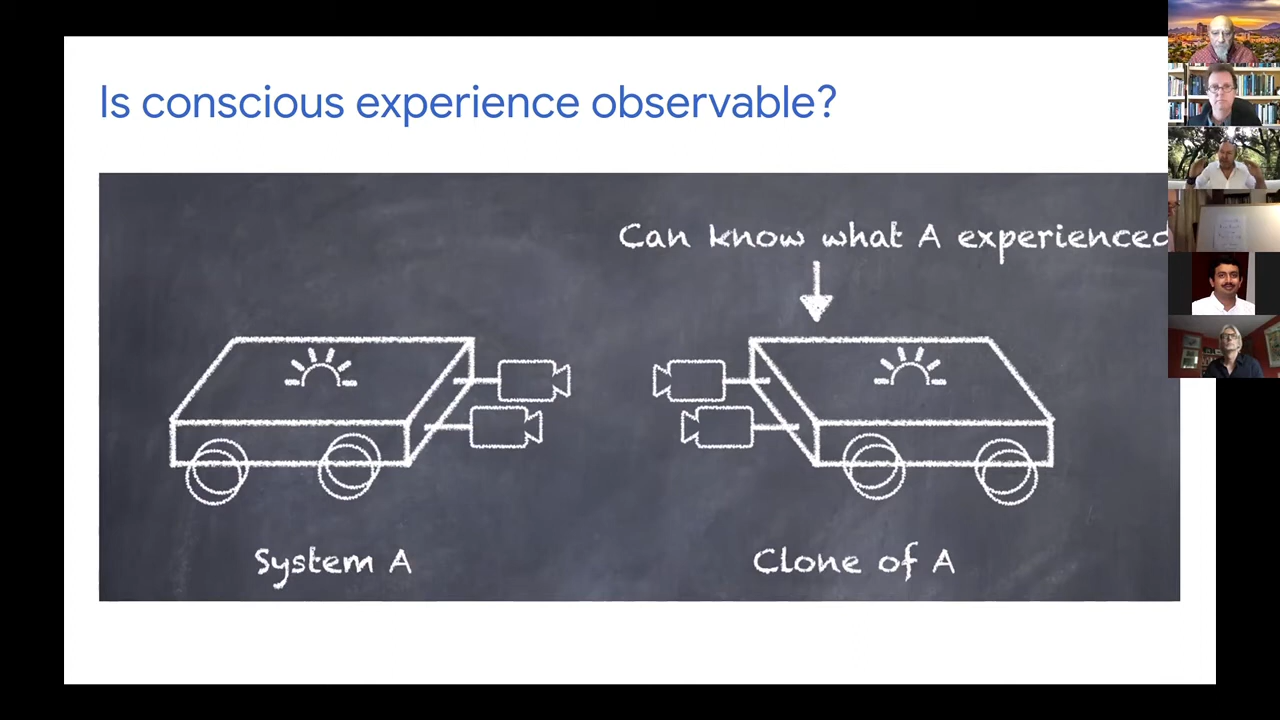 Is conscious experience observable?
Can know what A experienced
System A
Clone of A